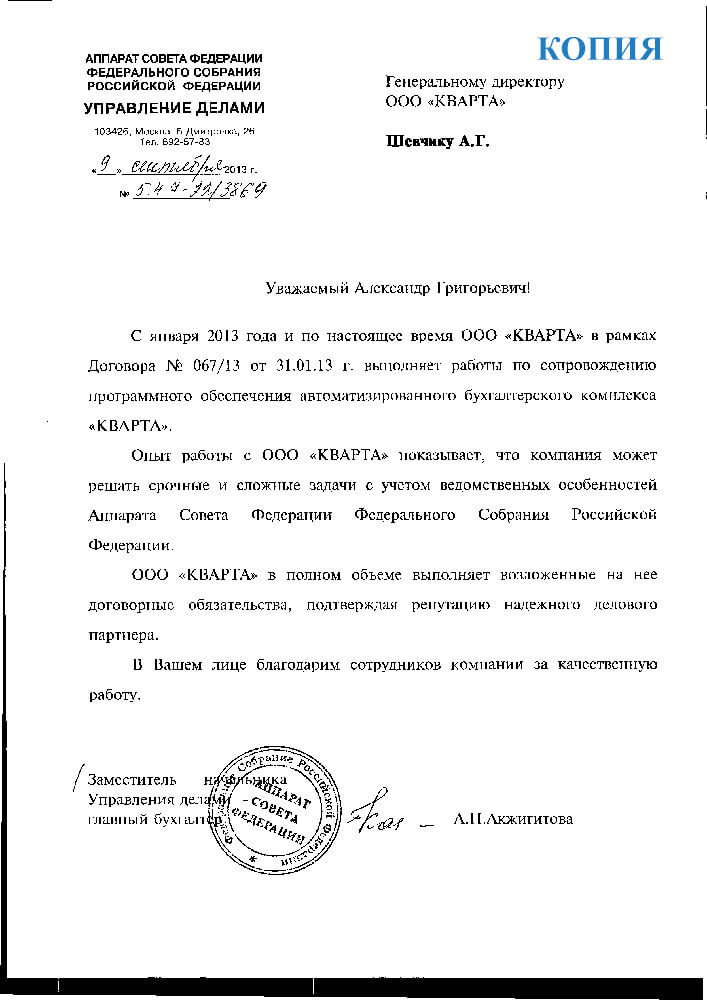 КОПИЯ
АППАРАТ СОВЕТА ФЕДЕРАЦИИ
ФЕДЕРАЛЬНОГО СОБРАНИЯ
РОССИЙСКОЙ ФЕДЕРАЦИИ
УПРАВЛЕНИЕ ДЕЛАМИ
103426, Москва, Б. Дмитровка, 26
Тел. 692-57-83
«9» сентября 2013 г.
№ 5.4 9-32/3869
Генеральному директору
ООО «КВАРТА»
Шевчику А.Г.
Уважаемый Александр Григорьевич!
С января 2013 года и по настоящее время ООО «КВАРТА» в рамках
Договора № 067/13 от 31.01.13 г. выполняет работы по сопровождению
программного обеспечения автоматизированного бухгалтерского комплекса
«КВАРТА».
Опыт работы с ООО «КВАРТА» показывает, что компания может
решать срочные и сложные задачи с учетом ведомственных особенностей
Аппарата Совета Федерации Федерального Собрания Российской
Федерации.
ООО «КВАРТА» в полном объеме выполняет возложенные на нее
договорные обязательства, подтверждая репутацию надежного делового
партнера.
В Вашем лице благодарим сотрудников компании за качественную
работу.
Заместитель начальника
Управления делами
главный бухгалтер
А.Н.Акжигитова
Федеральное Собрание Российской Федерации
АППАРАТ
СОВЕТА
ФЕДЕРАЦИИ